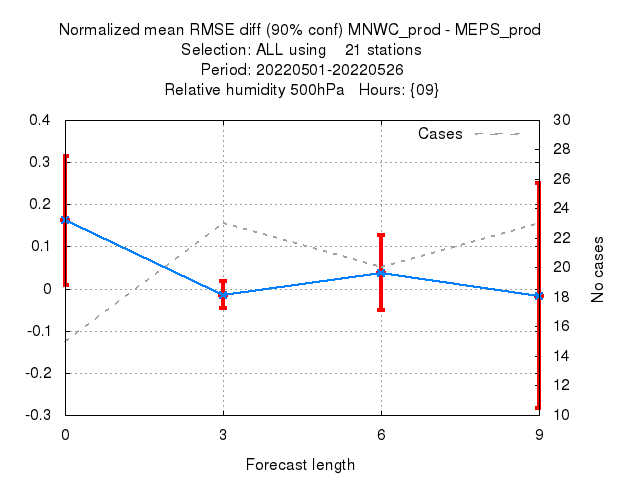 Normalized mean RMSE diff (90% conf) MNWC_prod - MEPS_prod
Selection: ALL using    21 stations
Period: 20220501-20220526
Relative humidity 500hPa   Hours: {09}
Cases
0.4
0.3
0.2
0.1
0
-0.1
-0.2
-0.3
30
28
26
24
22
20
18
16
14
12
10
No cases
0 3 6 9
Forecast length